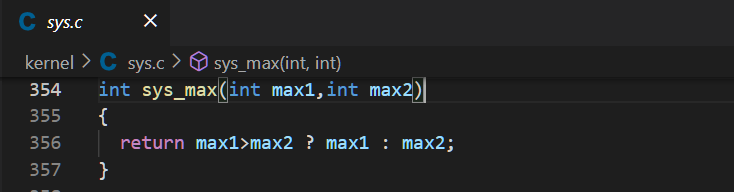 sys.c
kernel > sys.c > sys_max(int, int)
354 int sys_max(int max1,int max2)
355 {
356 return max1>max2 ? max1 : max2;
357 }